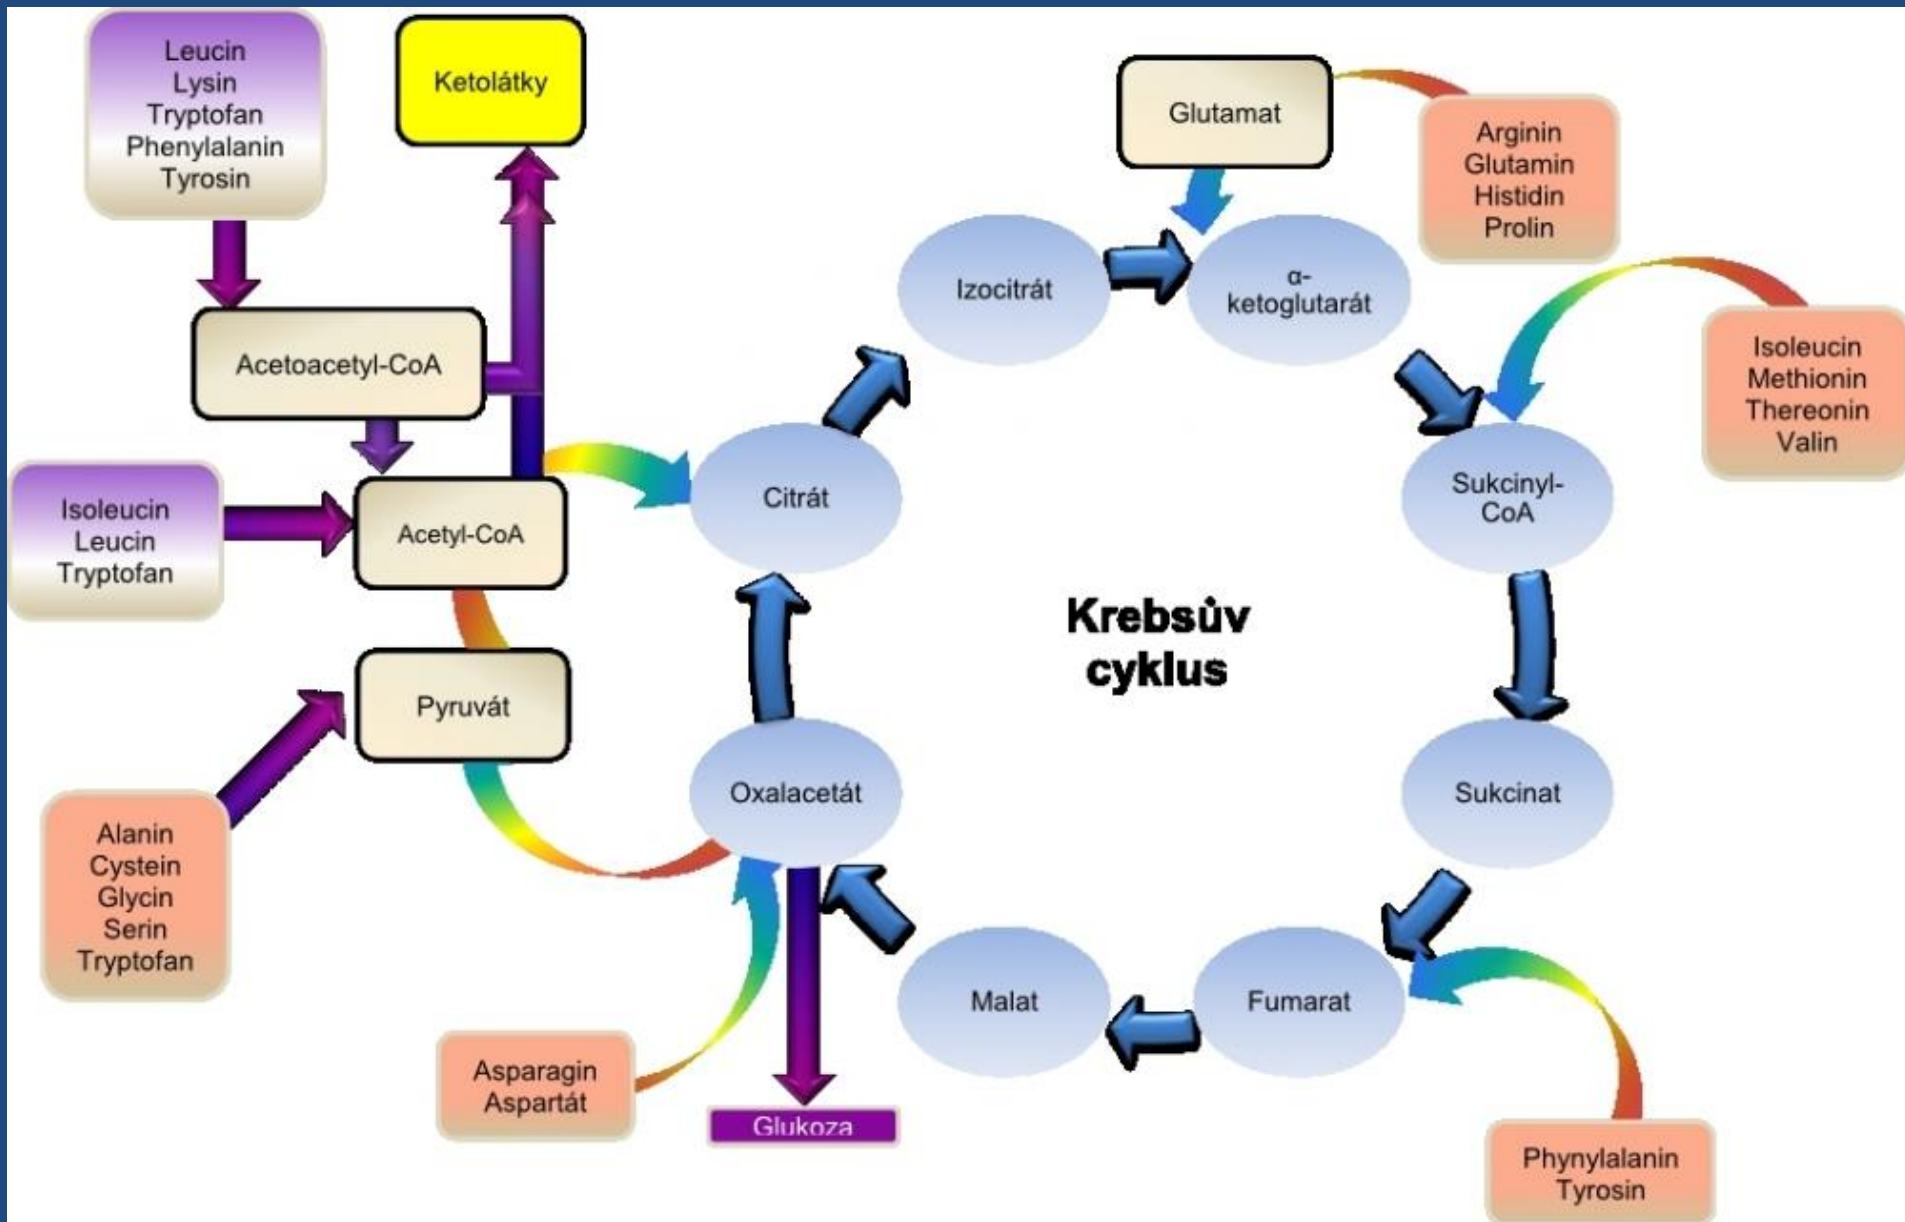 Leucin
Lysin
Tryptofan
Phenylalanin
Tyrosin
Ketolátky
Glutamat
Arginin
Glutamin
Histidin
Prolin
Izocitrát
α-
ketoglutarát
Acetoacetyl-CoA
Isoleucin
Methionin
Thereonin
Valin
Isoleucin
Leucin
Tryptofan
Acetyl-CoA
Citrát
Sukcinyl-
CoA
Krebsův
cyklus
Pyruvát
Oxalacetát
Sukcinat
Alanin
Cystein
Glycin
Serin
Tryptofan
Malat
Fumarat
Asparagin
Aspartát
Glukoza
Phynylalanin
Tyrosin